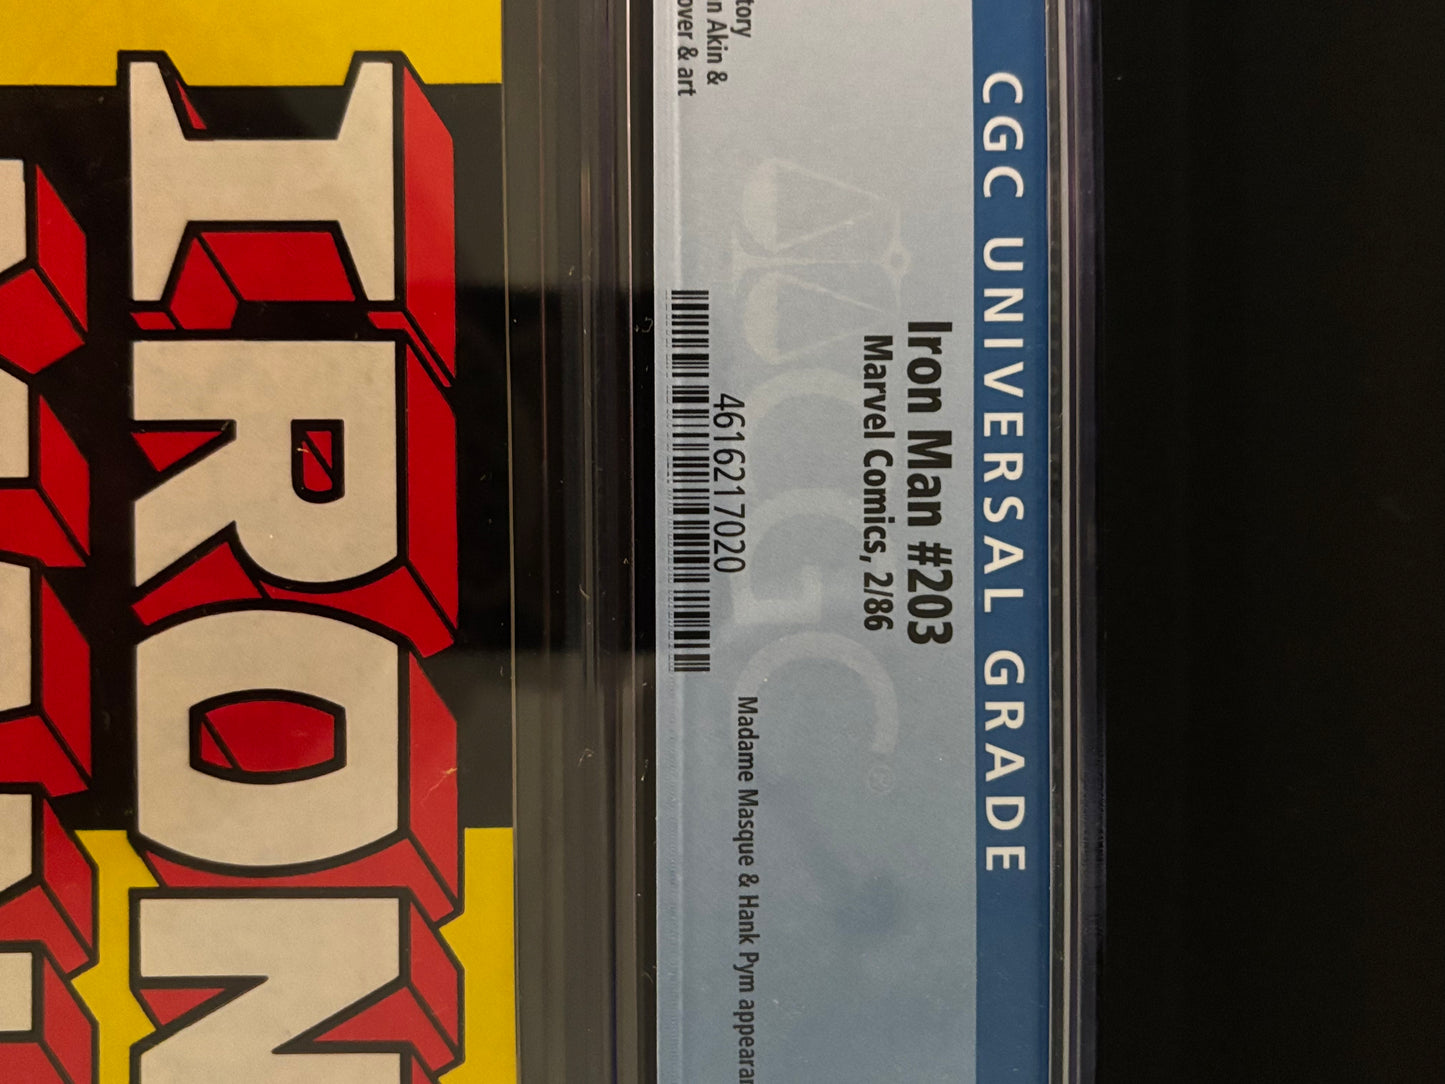 CGC UNIVERSAL GRADE
Iron Man #203
Marvel Comics, 2/86
tory
n Akin &
over & art
4616217020
Madame Masque & Hank Pym appearan
CGC ®
IRON